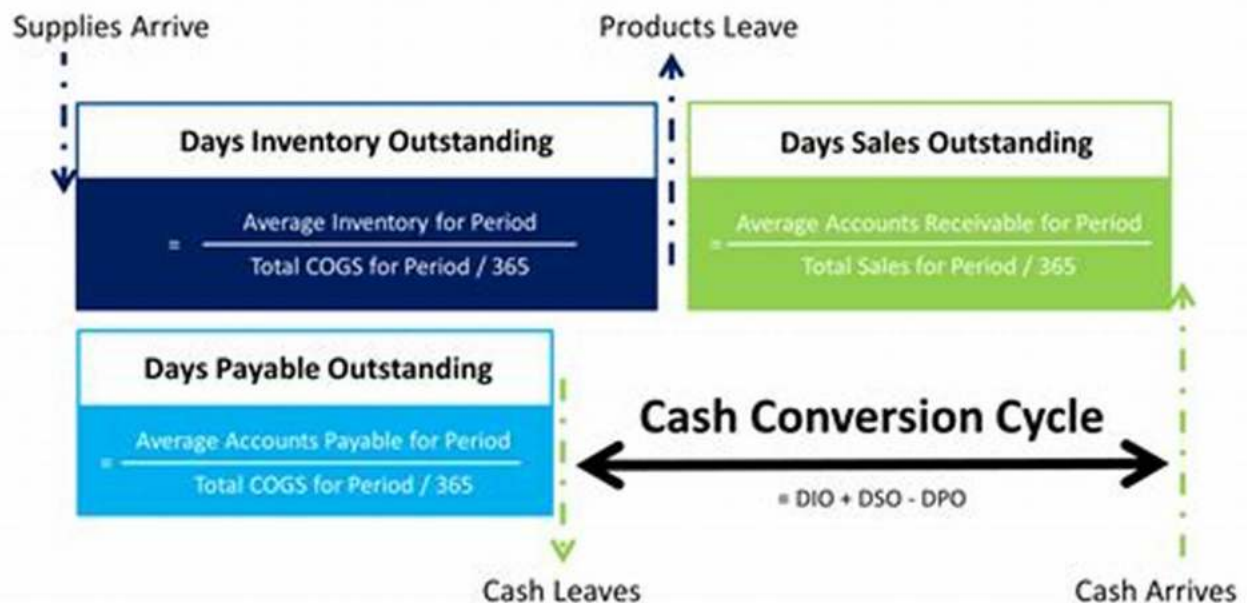 Supplies Arrive
Products Leave
Days Inventory Outstanding
= Average Inventory for Period
Total COGS for Period / 365
Days Sales Outstanding
= Average Accounts Receivable for Period
Total Sales for Period / 365
Days Payable Outstanding
= Average Accounts Payable for Period
Total COGS for Period / 365
Cash Conversion Cycle
= DIO + DSO - DPO
Cash Leaves
Cash Arrives